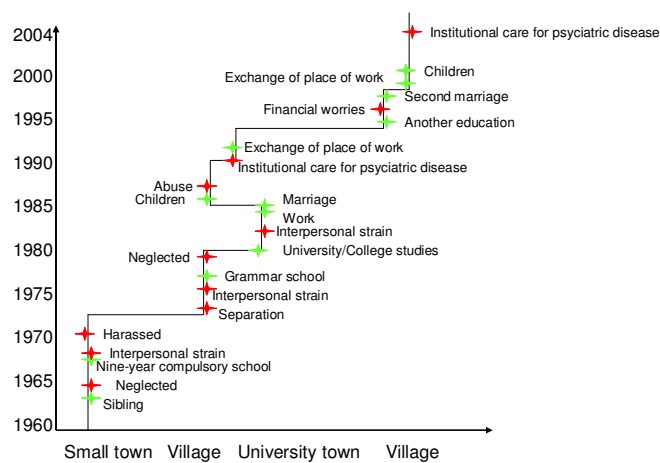 2004
Institutional care for psyciatric disease
2000
Children
Exchange of place of work
Second marriage
1995
Financial worries
Another education
Exchange of place of work
1990
Institutional care for psyciatric disease
Abuse
Children
Marriage
1985
Work
Interpersonal strain
1980
University/College studies
Neglected
Grammar school
1975
Interpersonal strain
Separation
1970
Harassed
Interpersonal strain
Nine-year compulsory school
1965
Neglected
Sibling
1960
Small town Village University town Village